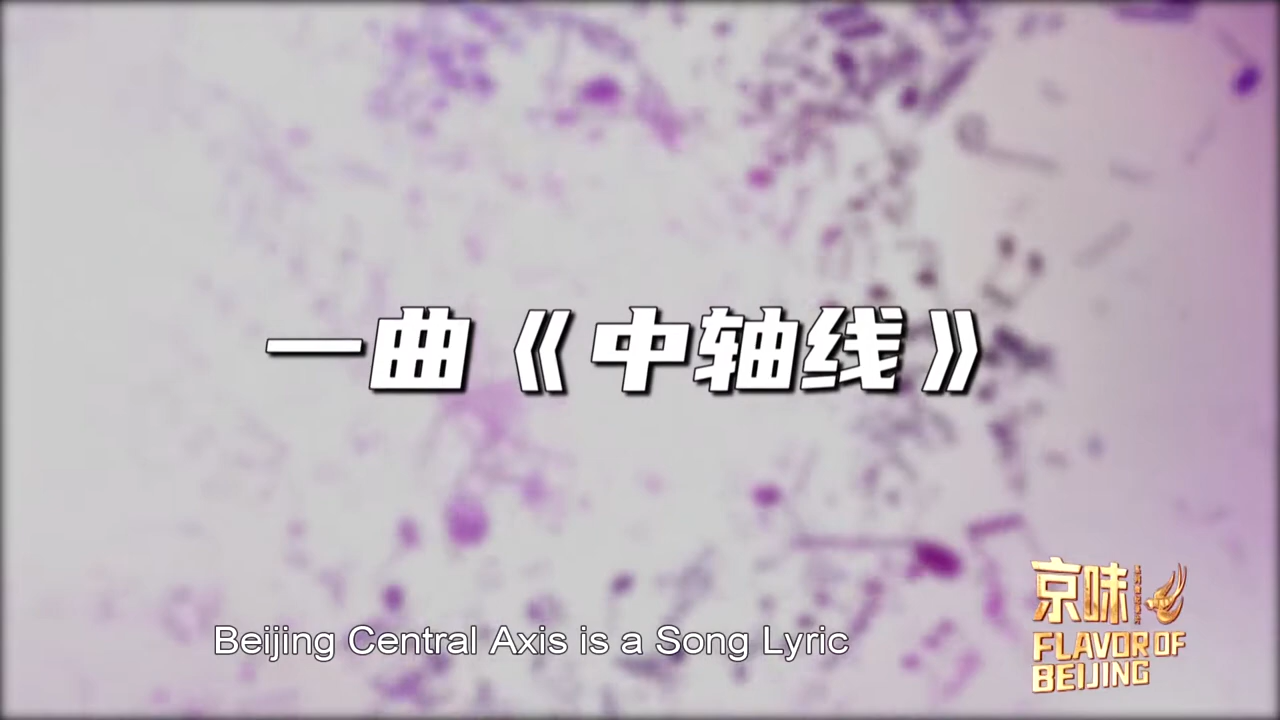 一曲《中轴线》
Beijing Central Axis is a Song Lyric
京味
FLAVOR OF
BEIJING